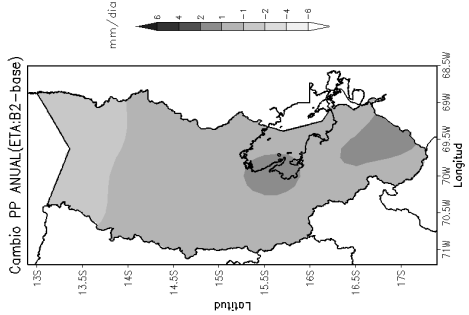 Cambio PP ANUAL(ETA:B2-base)
mm/dia
6
4
2
1
-1
-2
-4
-6
13S
13.5S
14S
14.5S
15S
15.5S
16S
16.5S
17S
Latitud
71W
70.5W
70W
69.5W
69W
68.5W
Longitud